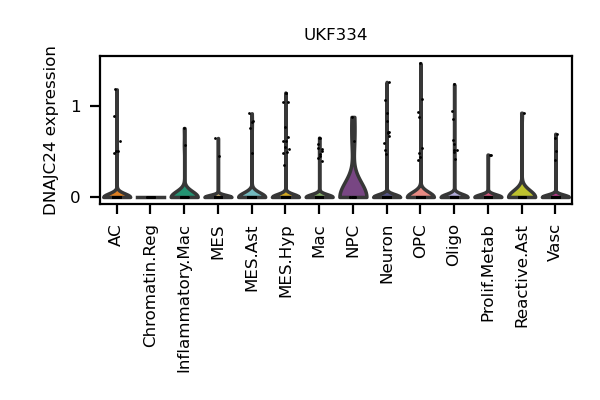 UKF334
DNAJC24 expression
1
0
AC
Chromatin.Reg
Inflammatory.Mac
MES
MES.Ast
MES.Hyp
Mac
NPC
Neuron
OPC
Oligo
Prolif.Metab
Reactive.Ast
Vasc